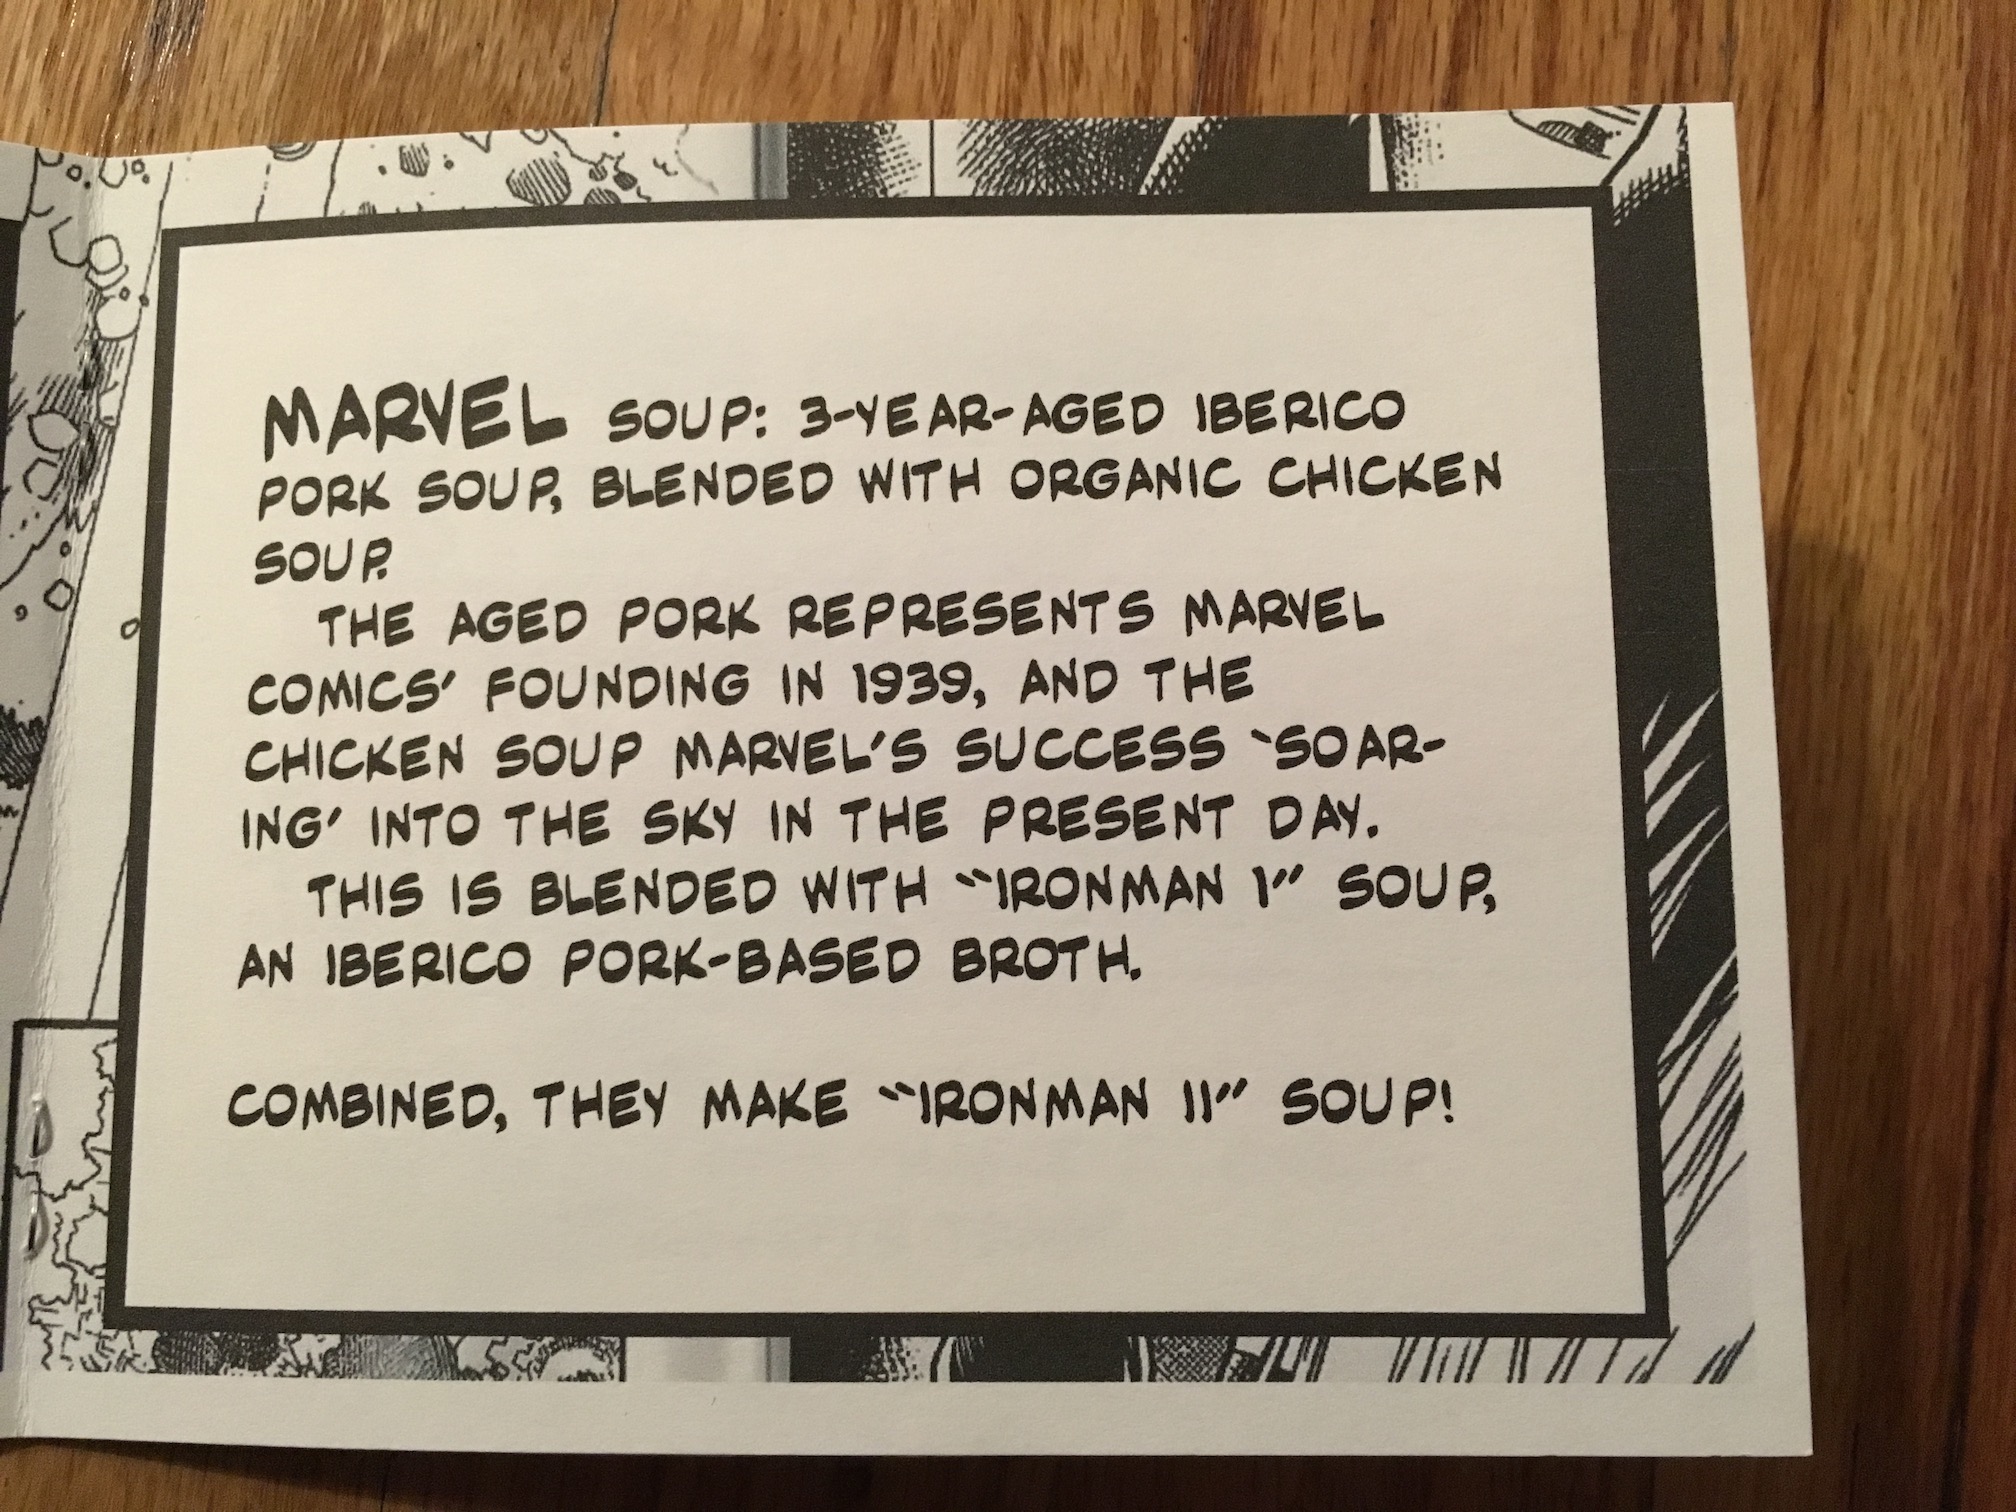 MARVEL SOUP: 3-YEAR-AGED IBERICO
PORK SOUP, BLENDED WITH ORGANIC CHICKEN
SOUP.
THE AGED PORK REPRESENTS MARVEL
COMICS' FOUNDING IN 1939, AND THE
CHICKEN SOUP MARVEL'S SUCCESS `SOAR-
ING' INTO THE SKY IN THE PRESENT DAY.
THIS IS BLENDED WITH "IRONMAN I" SOUP,
AN IBERICO PORK-BASED BROTH.
COMBINED, THEY MAKE "IRONMAN II" SOUP!